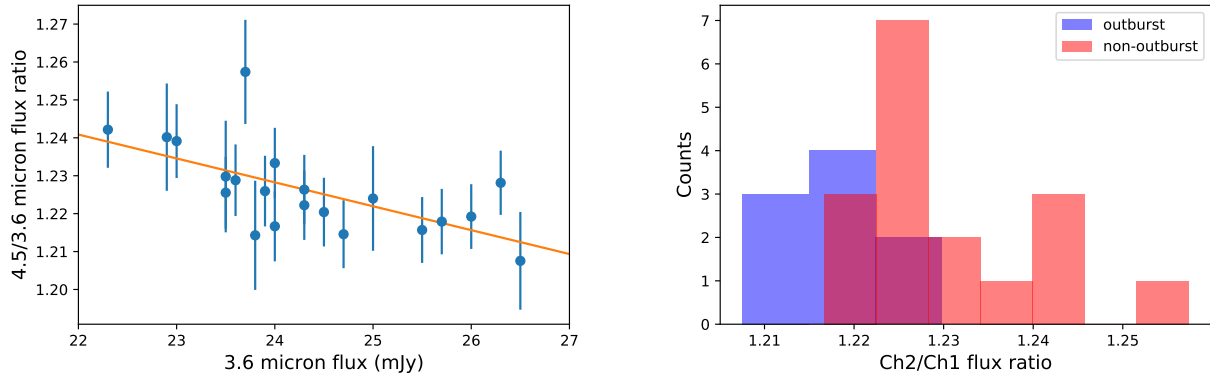 1.27
1.26
1.25
1.24
1.23
1.22
1.21
1.20
4.5/3.6 micron flux ratio
22 23 24 25 26 27
3.6 micron flux (mJy)
7
6
5
4
3
2
1
0
Counts
outburst
non-outburst
1.21 1.22 1.23 1.24 1.25
Ch2/Ch1 flux ratio